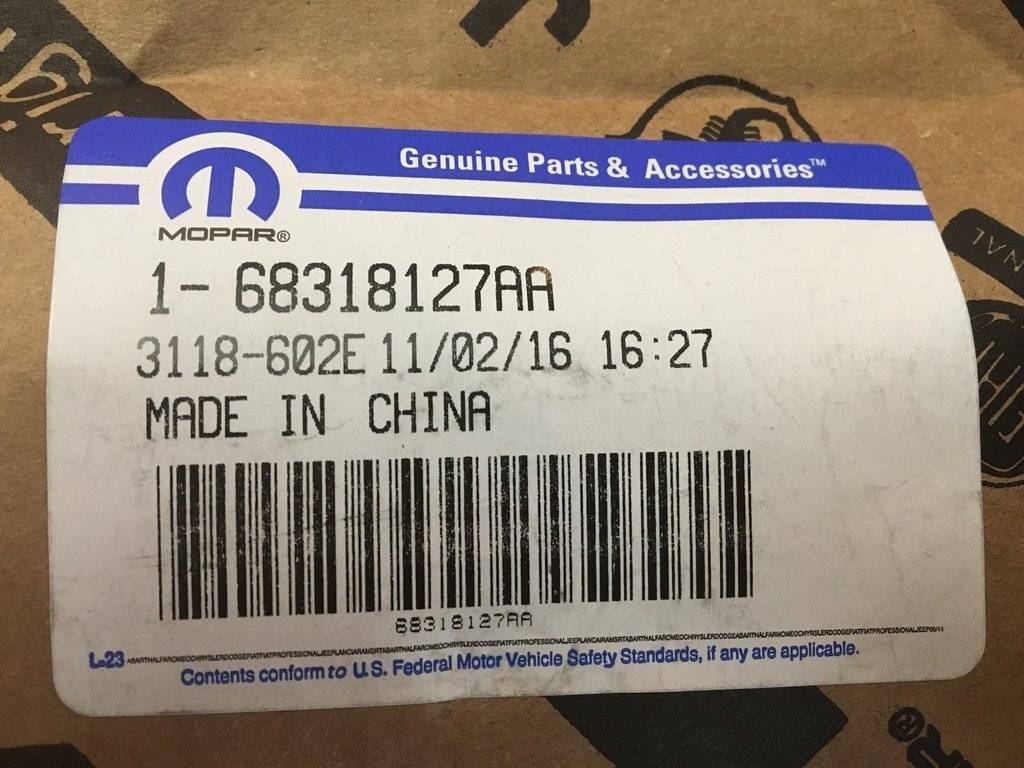 Genuine Parts & Accessories™
MOPAR®
1- 68318127AA
3118-602E 11/02/16 16:27
MADE IN CHINA
68318127AA
L-23
Contents conform to U.S. Federal Motor Vehicle Safety Standards, if any are applicable.